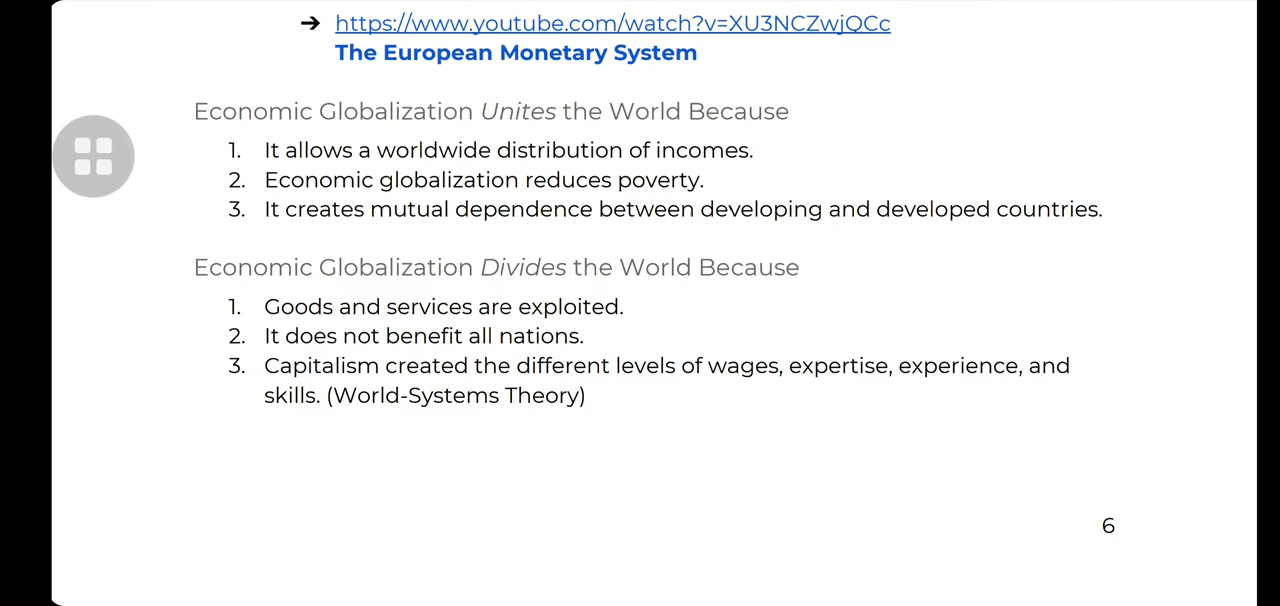 ➔ https://www.youtube.com/watch?v=XU3NCZwjQCc
The European Monetary System
Economic Globalization Unites the World Because
1. It allows a worldwide distribution of incomes.
2. Economic globalization reduces poverty.
3. It creates mutual dependence between developing and developed countries.
Economic Globalization Divides the World Because
1. Goods and services are exploited.
2. It does not benefit all nations.
3. Capitalism created the different levels of wages, expertise, experience, and
skills. (World-Systems Theory)
6